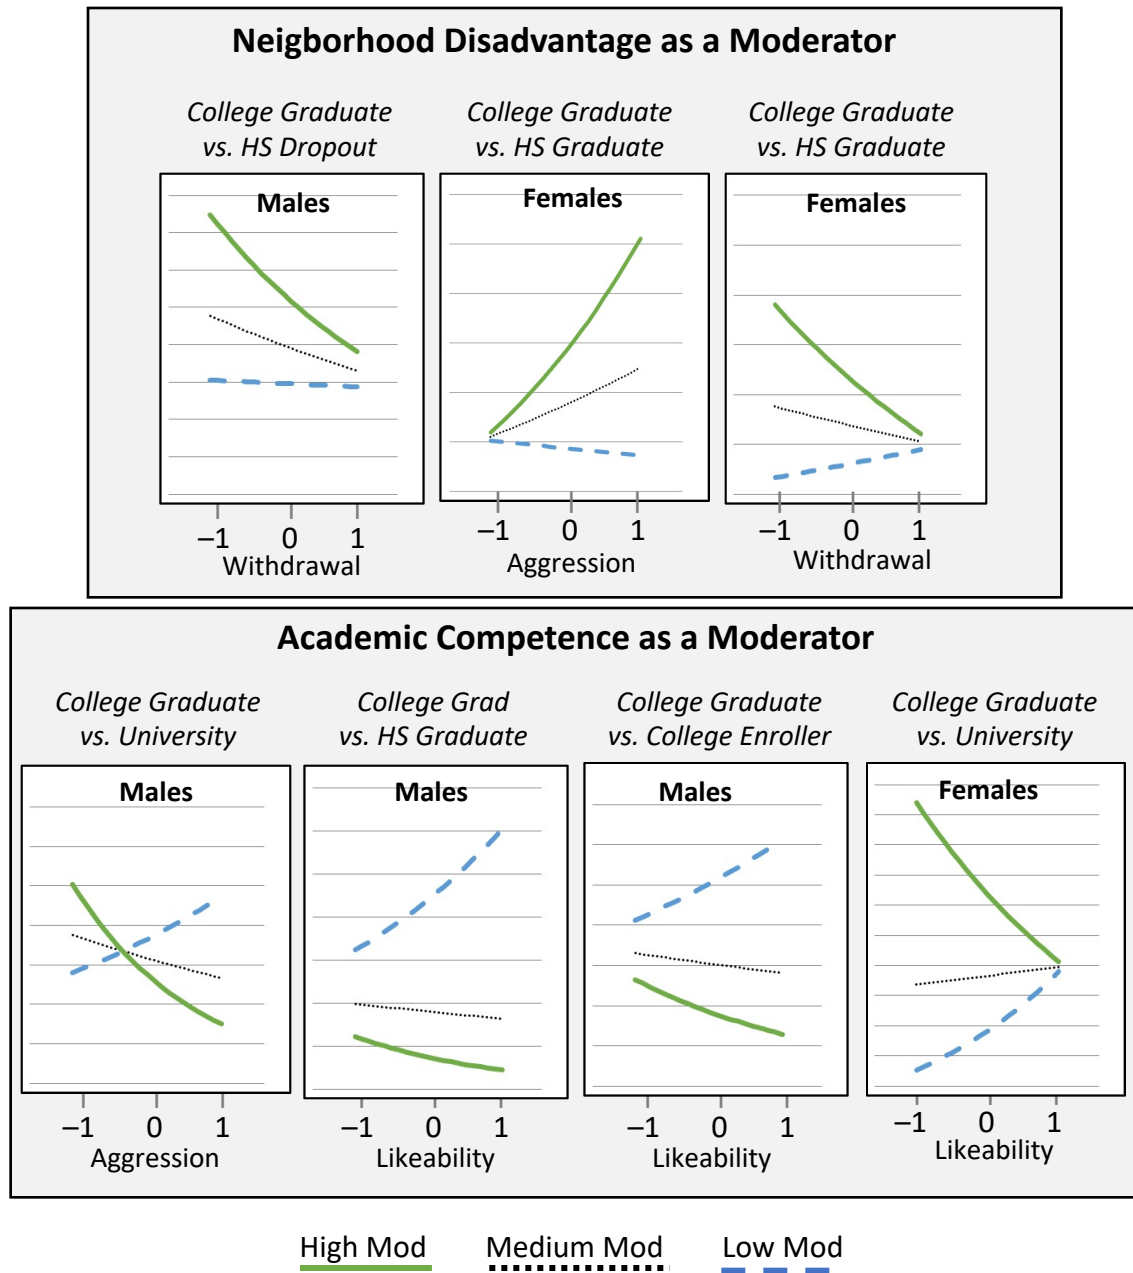 Neigborhood Disadvantage as a Moderator
College Graduate
vs. HS Dropout
College Graduate
vs. HS Graduate
College Graduate
vs. HS Graduate
Males
Females
Females
–1 0 1
Withdrawal
–1 0 1
Aggression
–1 0 1
Withdrawal
Academic Competence as a Moderator
College Graduate
vs. University
College Grad
vs. HS Graduate
College Graduate
vs. College Enroller
College Graduate
vs. University
Males
Males
Males
Females
–1 0 1
Aggression
–1 0 1
Likeability
–1 0 1
Likeability
–1 0 1
Likeability
High Mod Medium Mod Low Mod